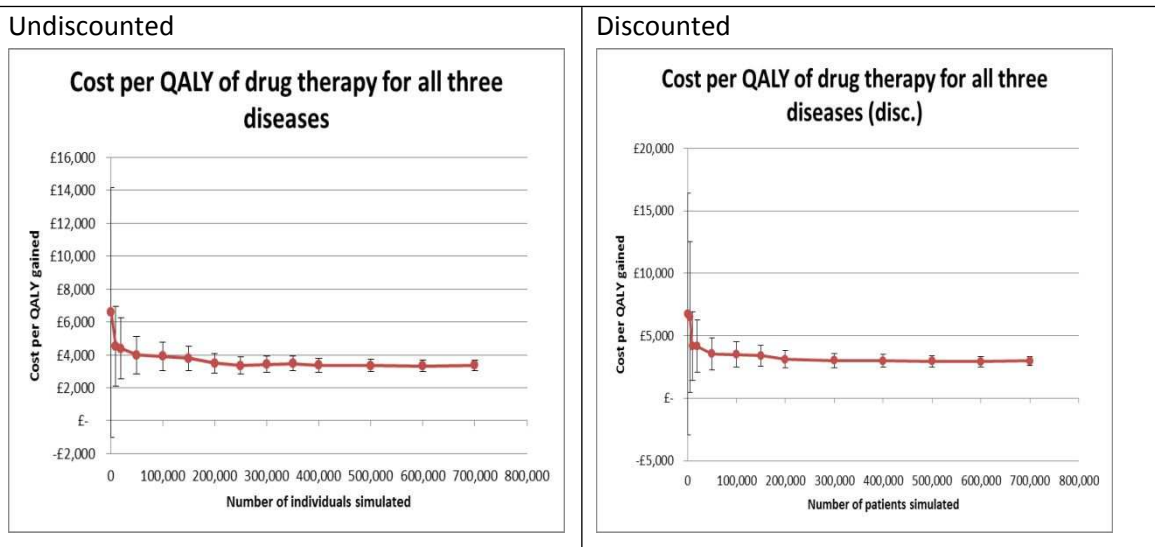 Undiscounted
Cost per QALY of drug therapy for all three
diseases
Cost per QALY gained
£16,000
£14,000
£12,000
£10,000
£8,000
£6,000
£4,000
£2,000
£-
-£2,000
0 100,000 200,000 300,000 400,000 500,000 600,000 700,000 800,000
Number of individuals simulated
Discounted
Cost per QALY of drug therapy for all three
diseases (disc.)
Cost per QALY gained
£20,000
£15,000
£10,000
£5,000
£-
-£5,000
0 100,000 200,000 300,000 400,000 500,000 600,000 700,000 800,000
Number of patients simulated